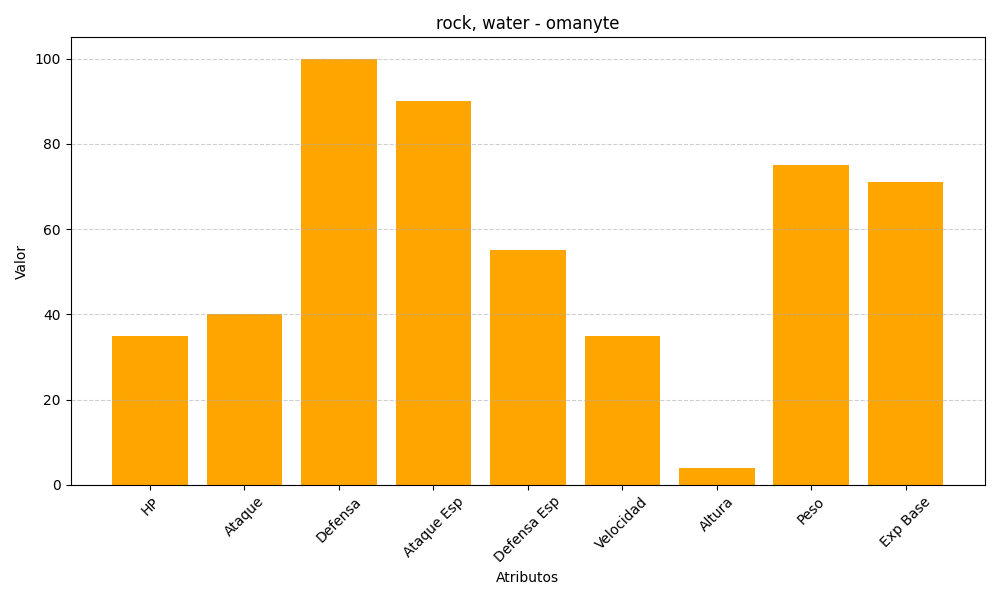 rock, water - omanyte
Valor
100
80
60
40
20
0
HP
Ataque
Defensa
Ataque Esp
Defensa Esp
Velocidad
Altura
Peso
Exp Base
Atributos